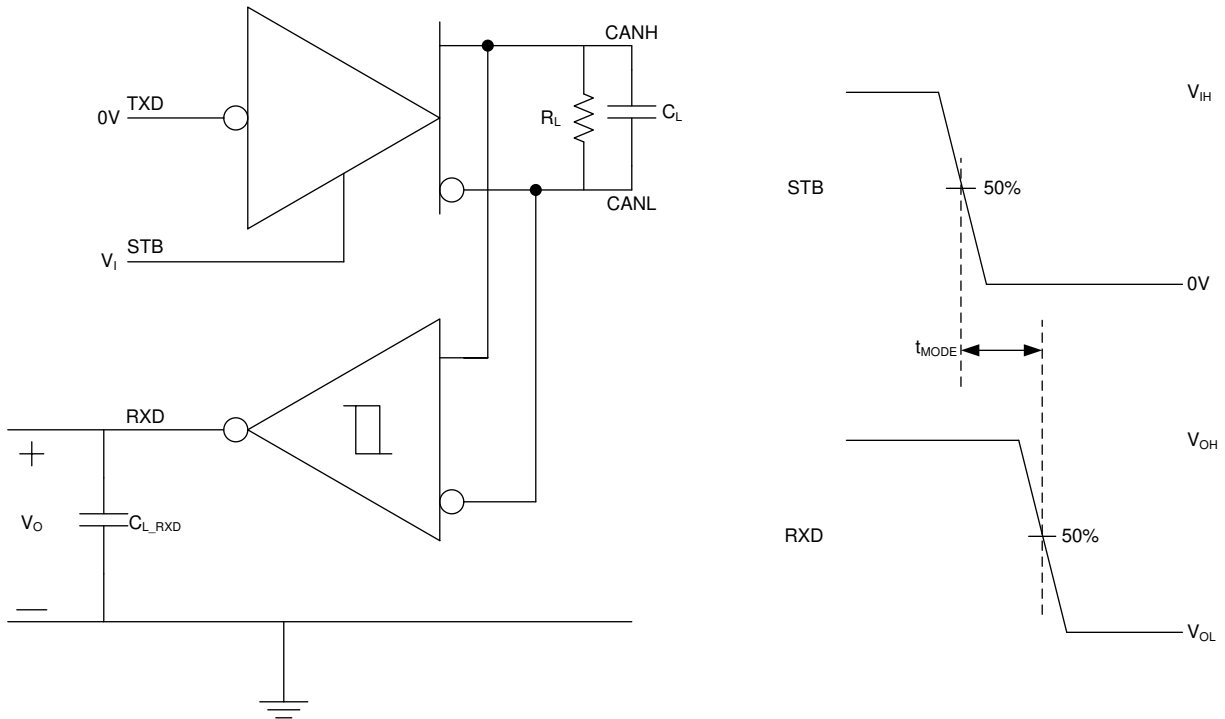 CANH
TXD
0V
R_L
C_L
CANL
STB
V_I
RXD
+
V_O
C_L_RXD
—
V_IH
STB
50%
0V
t_MODE
V_OH
RXD
50%
V_OL